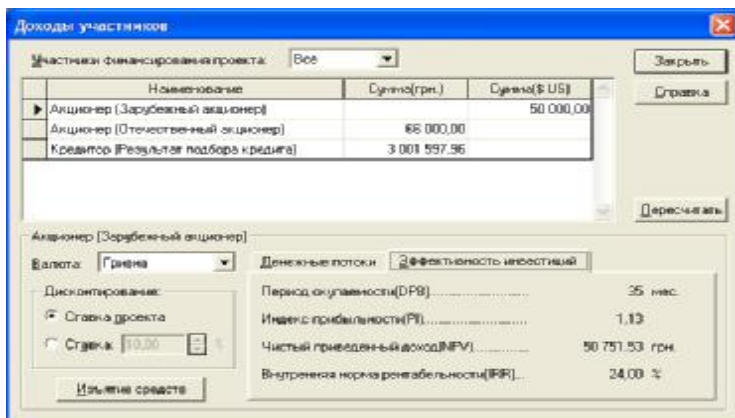 Доходы участников
Участники финансирования проекта: Все
Закрыть
Наименование Сумма(грн.) Сумма($ US)
Справка
Акционер (Зарубежный акционер) 50 000,00
Акционер (Отечественный акционер) 66 000,00
Кредитор (Результат подбора кредита) 3 001 597,96
Пересчитать
Акционер [Зарубежный акционер]
Валюта: Гривна
Денежные потоки Эффективность инвестиций
Дисконтирование:
Период окупаемости(DPB) 35 мес.
Ставка проекта
Индекс прибыльности(PI) 1,13
Ставка: 10,00 %
Чистый приведенный доход(NPV) 50 751.53 грн.
Внутренняя норма рентабельности(IRR)... 24,00 %
Изъятие средств